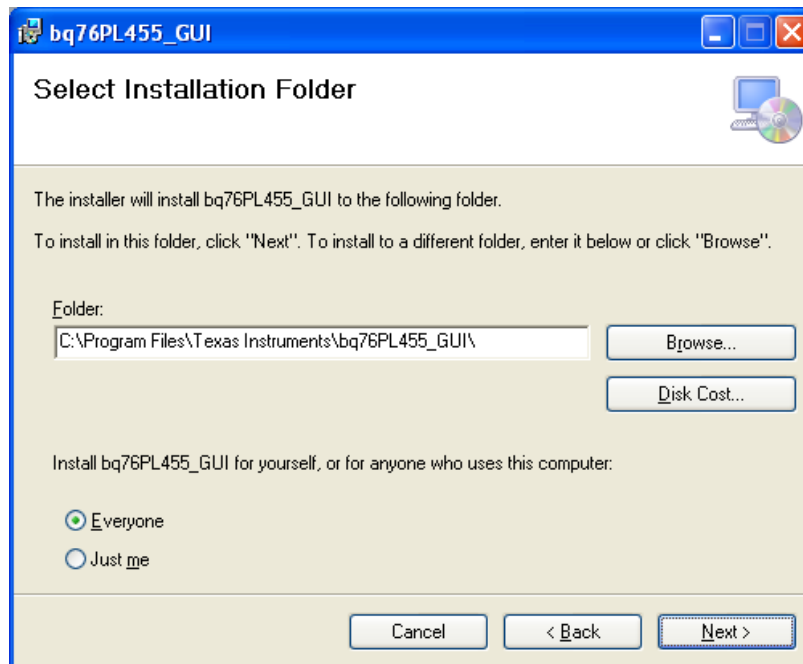 bq76PL455_GUI
Select Installation Folder
The installer will install bq76PL455_GUI to the following folder.
To install in this folder, click "Next". To install to a different folder, enter it below or click "Browse".
Folder:
C:\Program Files\Texas Instruments\bq76PL455_GUI\
Browse...
Disk Cost...
Install bq76PL455_GUI for yourself, or for anyone who uses this computer:
Everyone
Just me
Cancel
< Back
Next >